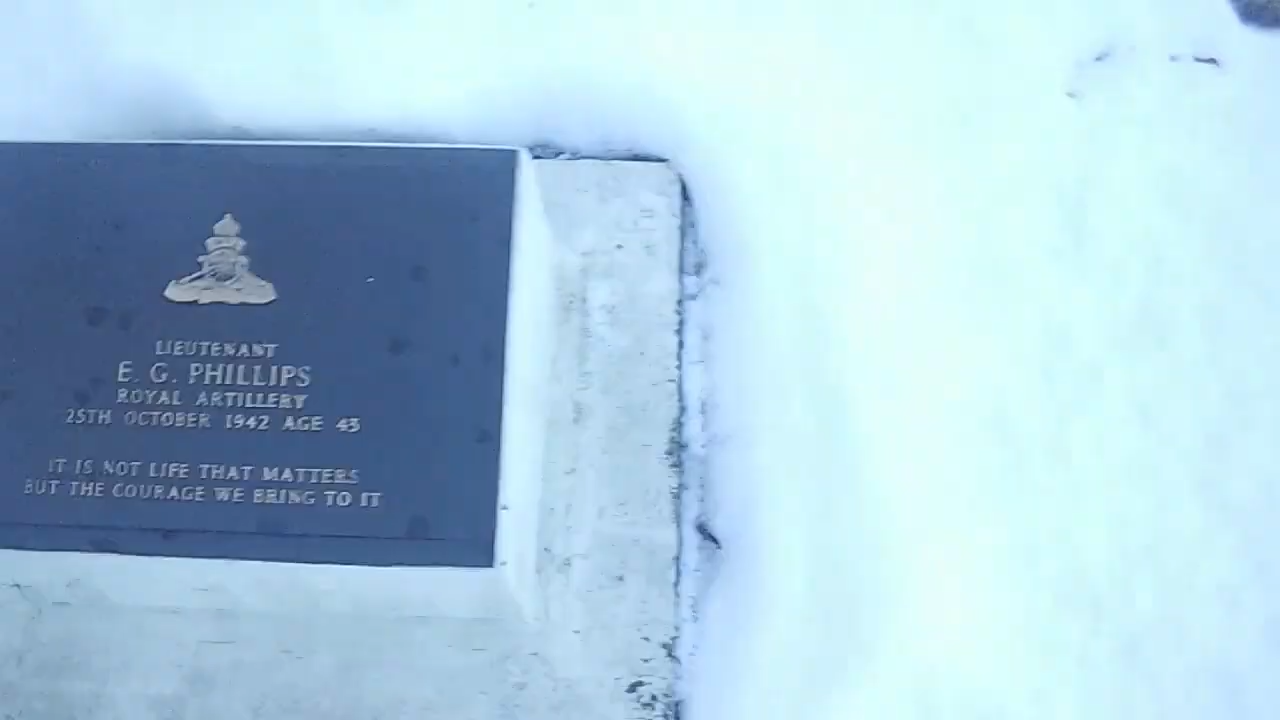 LIEUTENANT
E. G. PHILLIPS
ROYAL ARTILLERY
25TH OCTOBER 1942 AGE 43
IT IS NOT LIFE THAT MATTERS
BUT THE COURAGE WE BRING TO IT